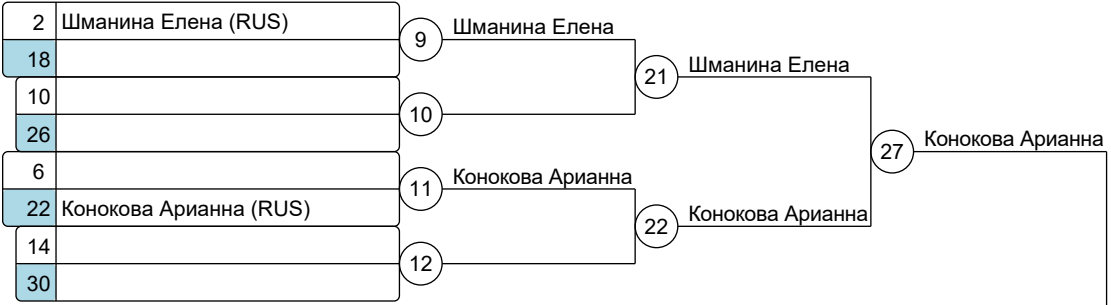 2 Шманина Елена (RUS)
9 Шманина Елена
18
21 Шманина Елена
10
10
26
27 Конокова Арианна
6
11 Конокова Арианна
22 Конокова Арианна (RUS)
22 Конокова Арианна
14
12
30